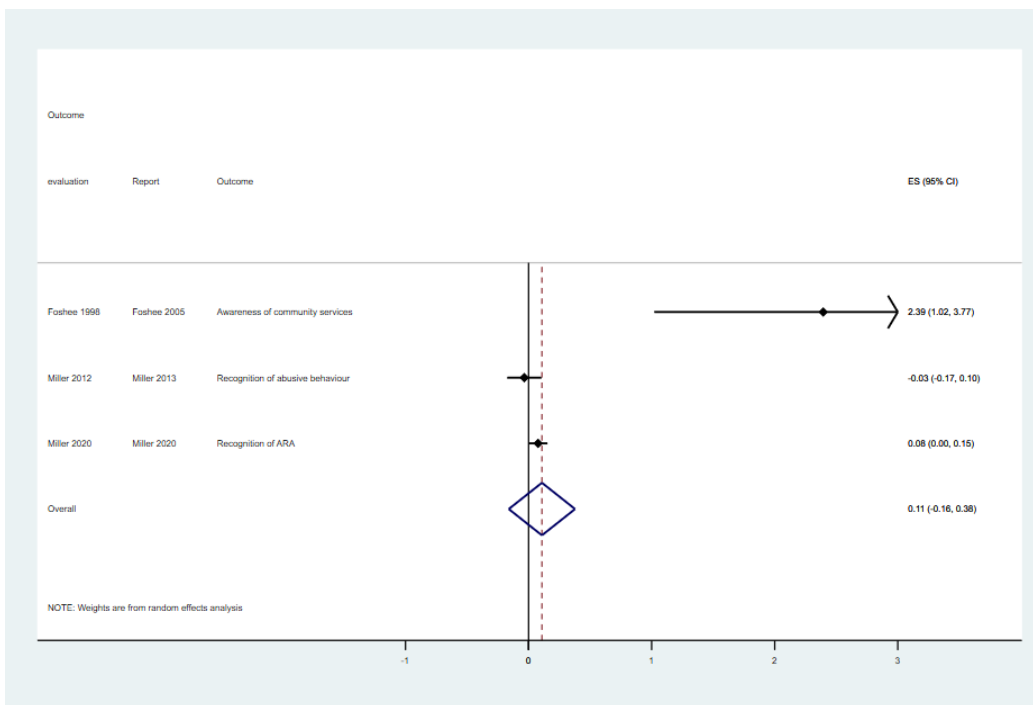 Outcome
evaluation Report Outcome ES (95% CI)
Foshee 1998 Foshee 2005 Awareness of community services 2.39 (1.02, 3.77)
Miller 2012 Miller 2013 Recognition of abusive behaviour -0.03 (-0.17, 0.10)
Miller 2020 Miller 2020 Recognition of ARA 0.08 (0.00, 0.15)
Overall 0.11 (-0.16, 0.38)
NOTE: Weights are from random effects analysis
-1 0 1 2 3